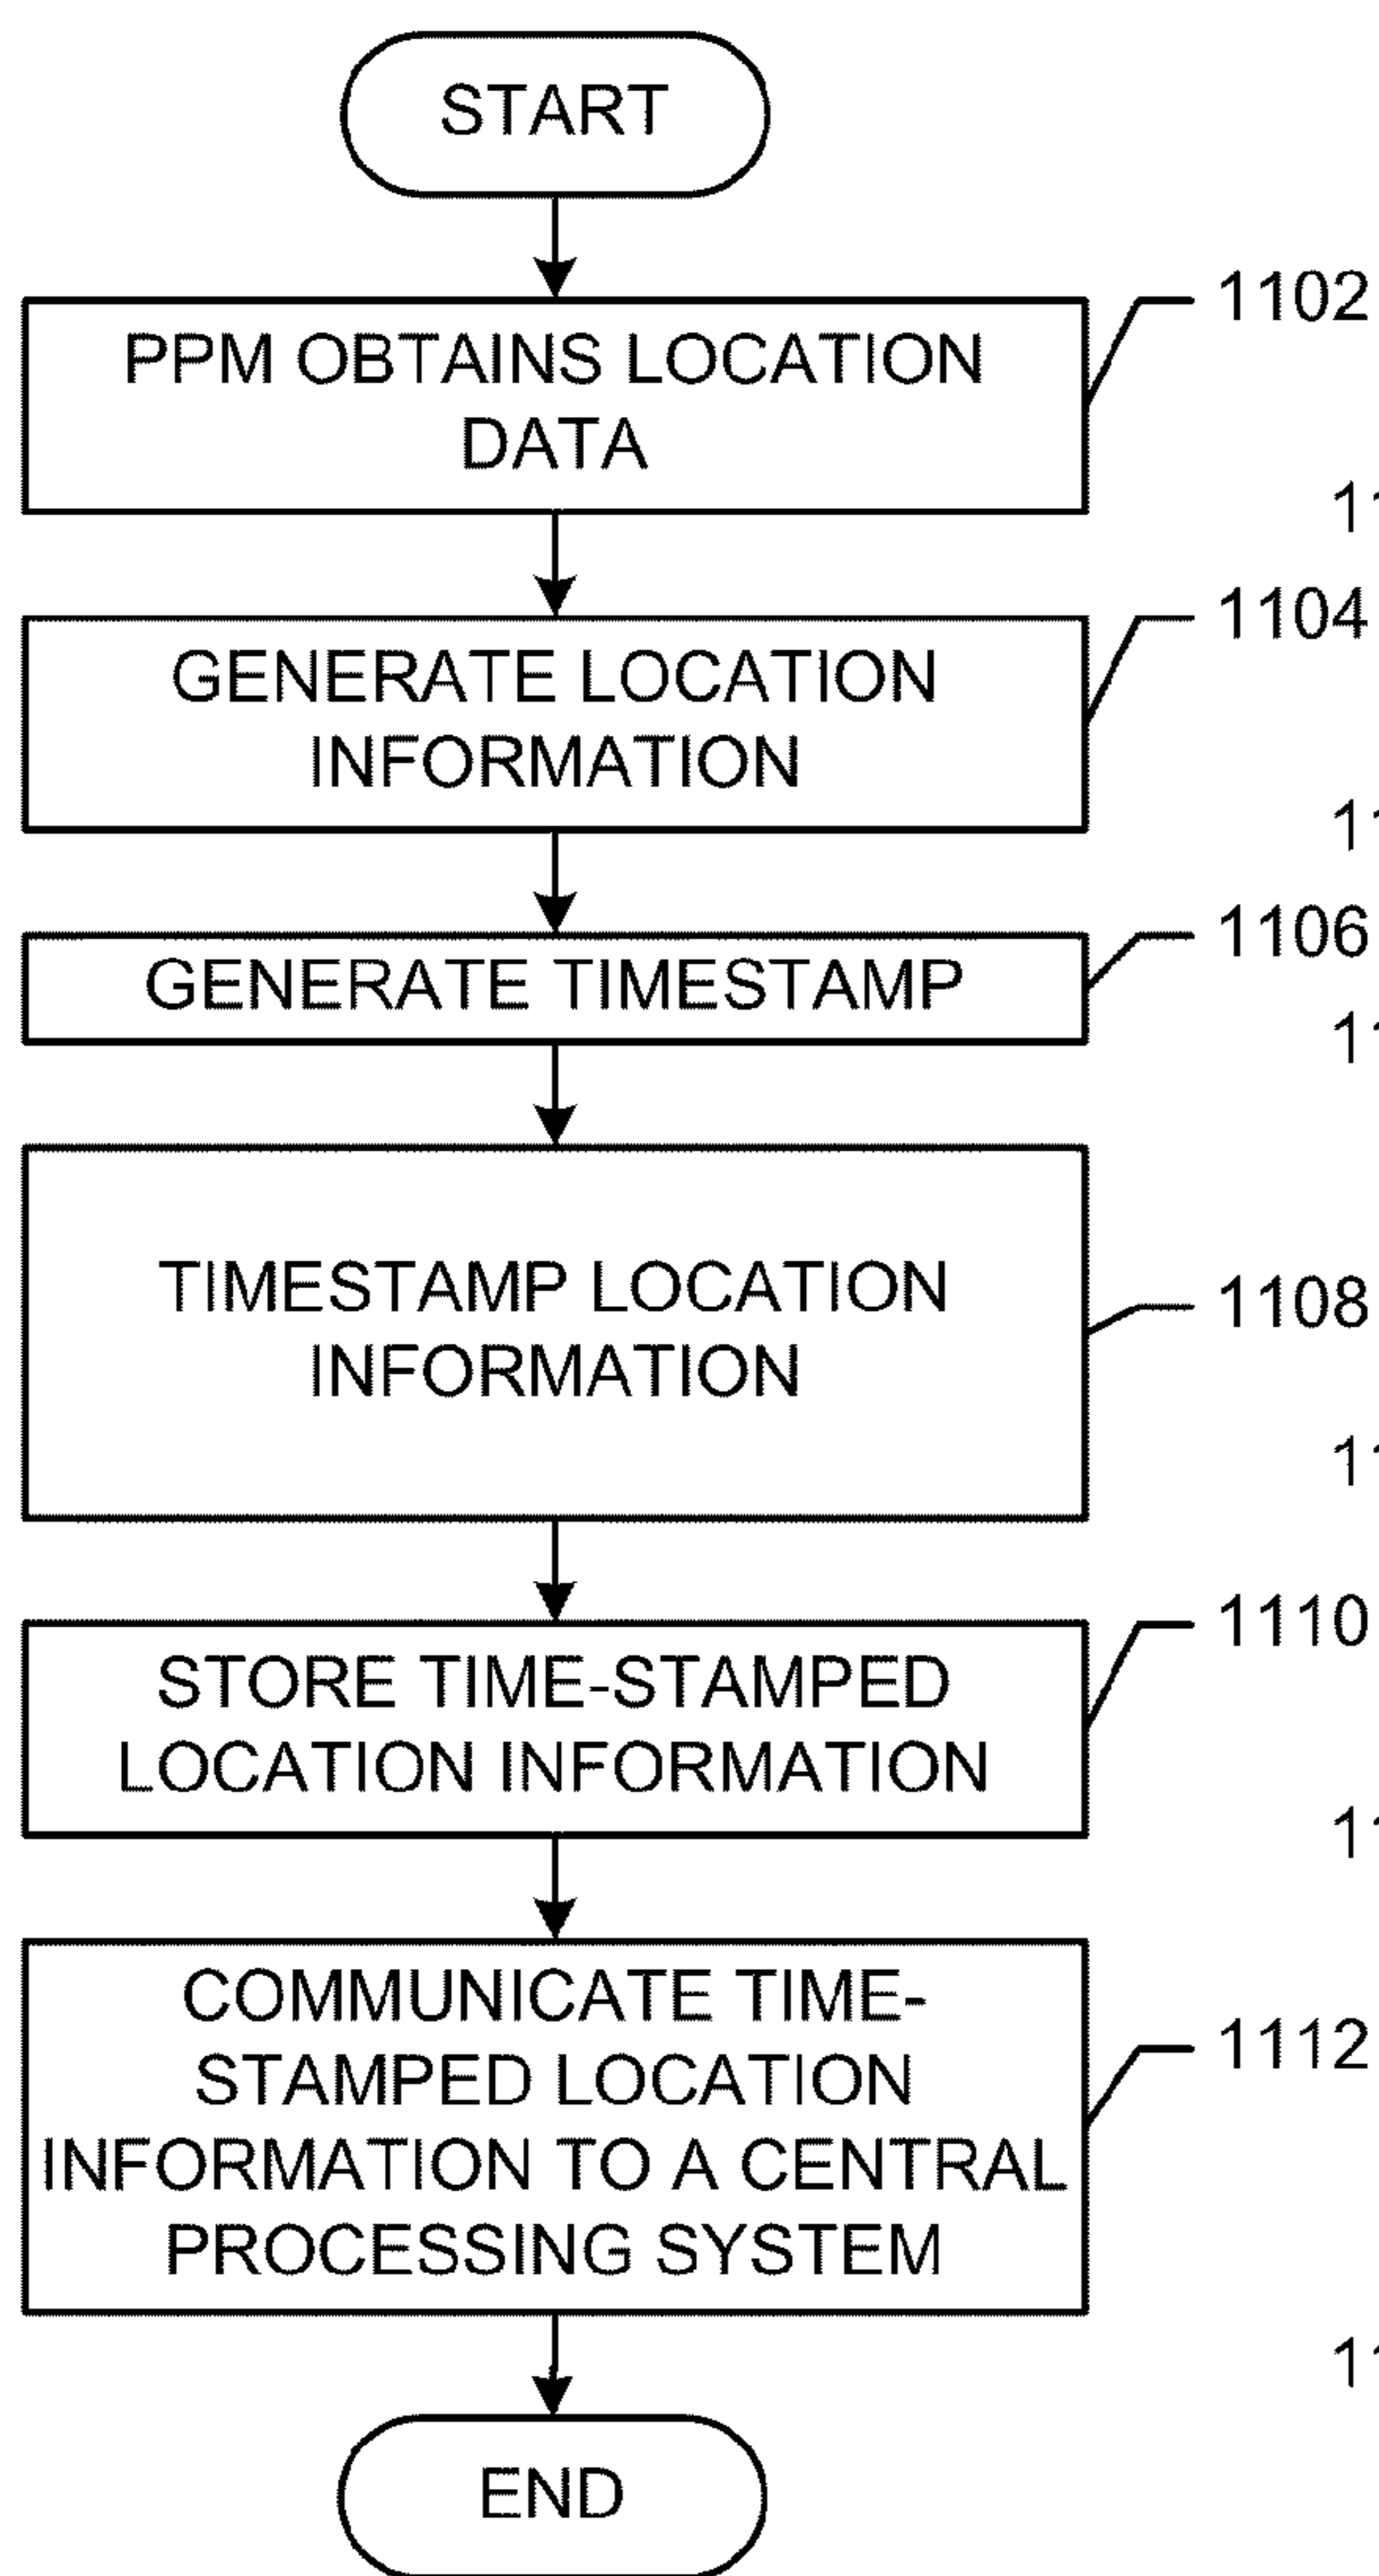 START
PPM OBTAINS LOCATION
DATA
1102
GENERATE LOCATION
INFORMATION
1104
GENERATE TIMESTAMP
1106
TIMESTAMP LOCATION
INFORMATION
1108
STORE TIME-STAMPED
LOCATION INFORMATION
1110
COMMUNICATE TIME-
STAMPED LOCATION
INFORMATION TO A CENTRAL
PROCESSING SYSTEM
1112
END